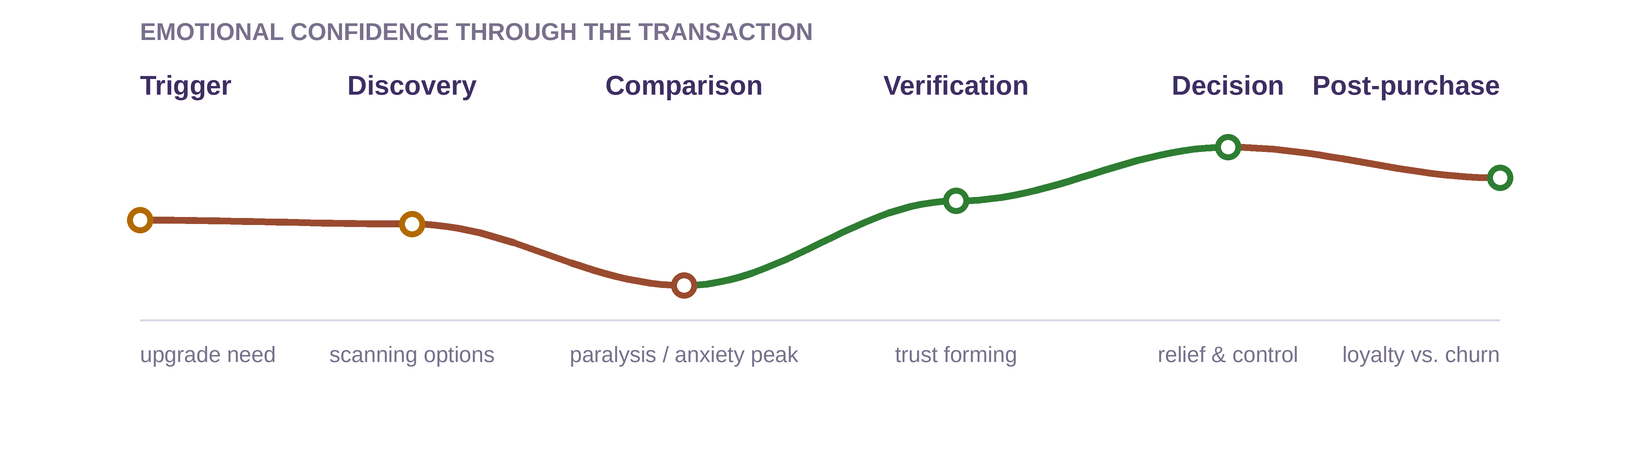 EMOTIONAL CONFIDENCE THROUGH THE TRANSACTION
Trigger Discovery Comparison Verification Decision Post-purchase
upgrade need scanning options paralysis / anxiety peak trust forming relief & control loyalty vs. churn